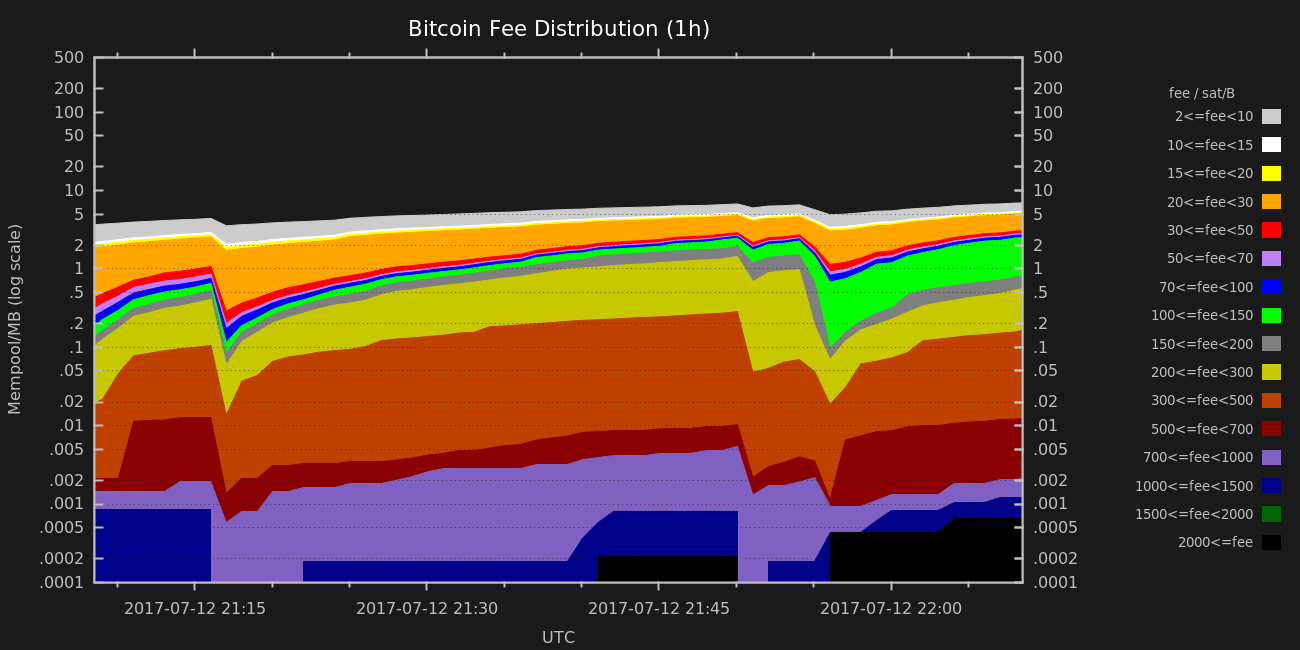 Bitcoin Fee Distribution (1h)
500 500
200 200
100 100
50 50
20 20
10 10
5 5
2 2
1 1
.5 .5
.2 .2
.1 .1
.05 .05
.02 .02
.01 .01
.005 .005
.002 .002
.001 .001
.0005 .0005
.0002 .0002
.0001 .0001
Mempool/MB (log scale)
2017-07-12 21:15 2017-07-12 21:30 2017-07-12 21:45 2017-07-12 22:00
UTC
fee / sat/B
2<=fee<10
10<=fee<15
15<=fee<20
20<=fee<30
30<=fee<50
50<=fee<70
70<=fee<100
100<=fee<150
150<=fee<200
200<=fee<300
300<=fee<500
500<=fee<700
700<=fee<1000
1000<=fee<1500
1500<=fee<2000
2000<=fee